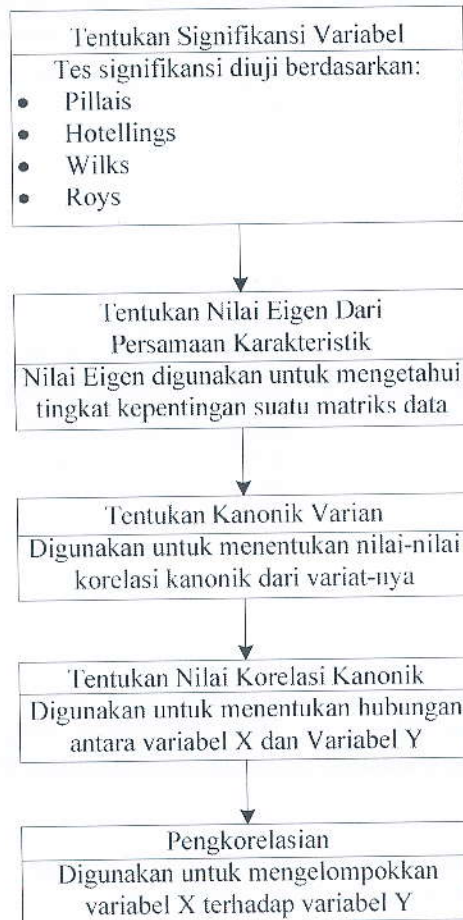 Tentukan Signifikansi Variabel
Tes signifikansi diuji berdasarkan:
• Pillais
• Hotellings
• Wilks
• Roys
Tentukan Nilai Eigen Dari
Persamaan Karakteristik
Nilai Eigen digunakan untuk mengetahui
tingkat kepentingan suatu matriks data
Tentukan Kanonik Varian
Digunakan untuk menentukan nilai-nilai
korelasi kanonik dari variat-nya
Tentukan Nilai Korelasi Kanonik
Digunakan untuk menentukan hubungan
antara variabel X dan Variabel Y
Pengkorelasian
Digunakan untuk mengelompokkan
variabel X terhadap variabel Y